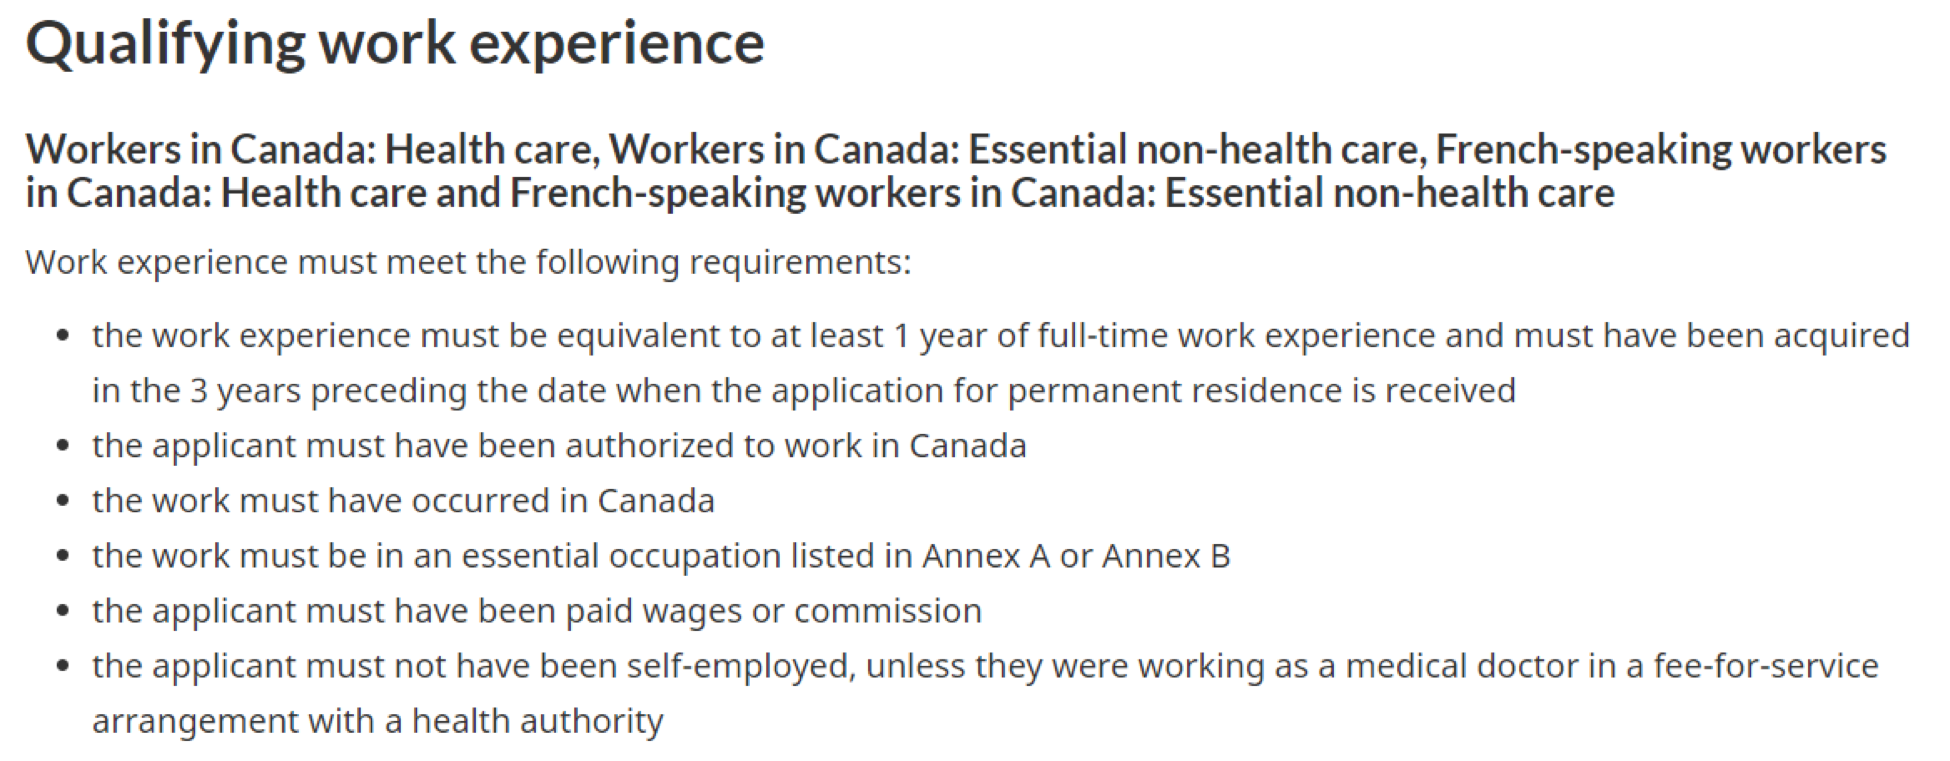 Qualifying work experience
Workers in Canada: Health care, Workers in Canada: Essential non-health care, French-speaking workers
in Canada: Health care and French-speaking workers in Canada: Essential non-health care
Work experience must meet the following requirements:
• the work experience must be equivalent to at least 1 year of full-time work experience and must have been acquired
in the 3 years preceding the date when the application for permanent residence is received
• the applicant must have been authorized to work in Canada
• the work must have occurred in Canada
• the work must be in an essential occupation listed in Annex A or Annex B
• the applicant must have been paid wages or commission
• the applicant must not have been self-employed, unless they were working as a medical doctor in a fee-for-service
arrangement with a health authority